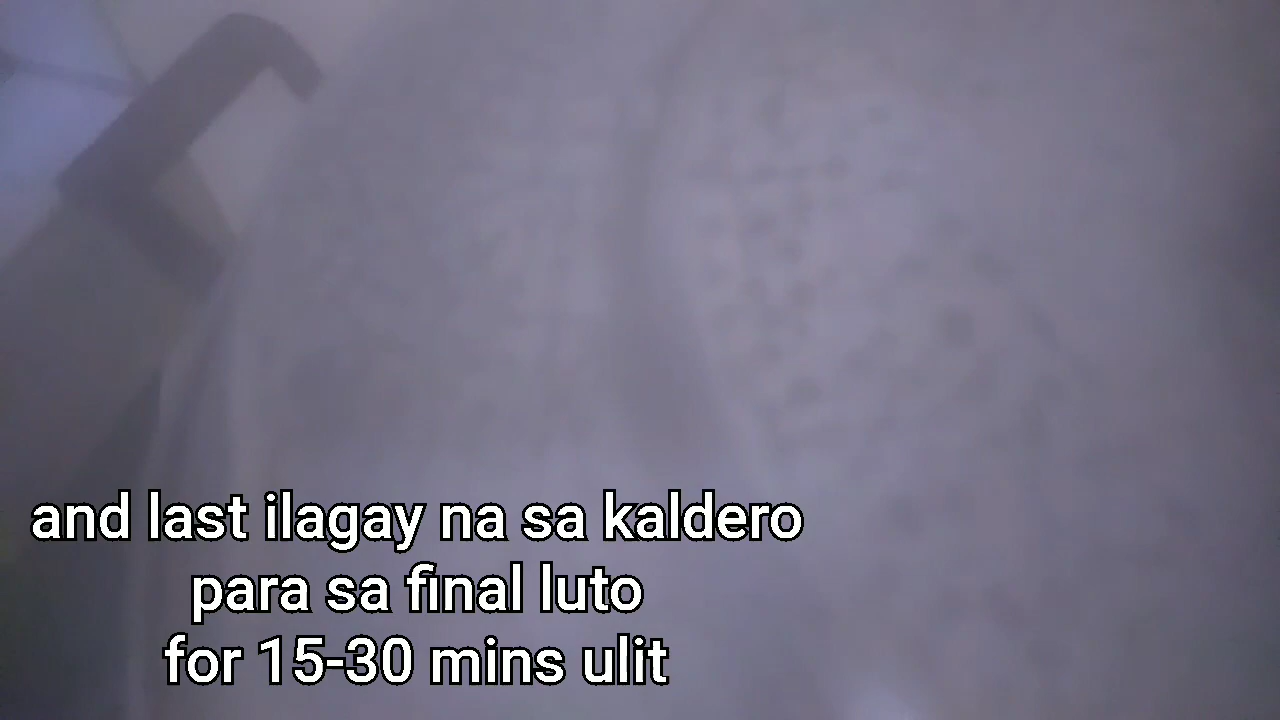 and last ilagay na sa kaldero
para sa final luto
for 15-30 mins ulit